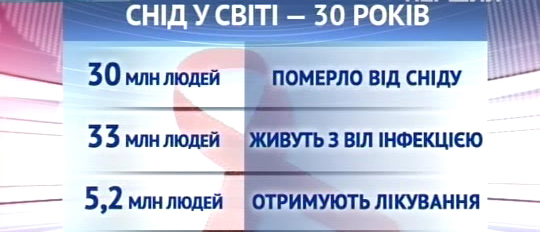 СНІД У СВІТІ — 30 РОКІВ
30 МЛН ЛЮДЕЙ ПОМЕРЛО ВІД СНІДУ
33 МЛН ЛЮДЕЙ ЖИВУТЬ З ВІЛ ІНФЕКЦІЄЮ
5,2 МЛН ЛЮДЕЙ ОТРИМУЮТЬ ЛІКУВАННЯ